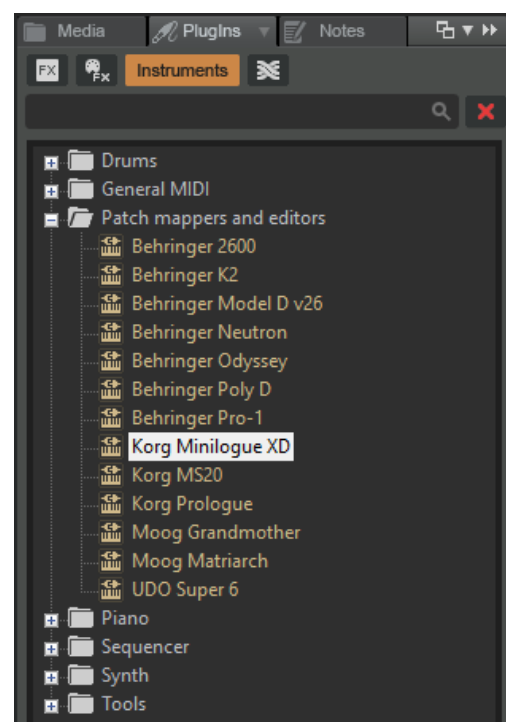 Media PlugIns Notes
FX Fx Instruments
Drums
General MIDI
Patch mappers and editors
Behringer 2600
Behringer K2
Behringer Model D v26
Behringer Neutron
Behringer Odyssey
Behringer Poly D
Behringer Pro-1
Korg Minilogue XD
Korg MS20
Korg Prologue
Moog Grandmother
Moog Matriarch
UDO Super 6
Piano
Sequencer
Synth
Tools